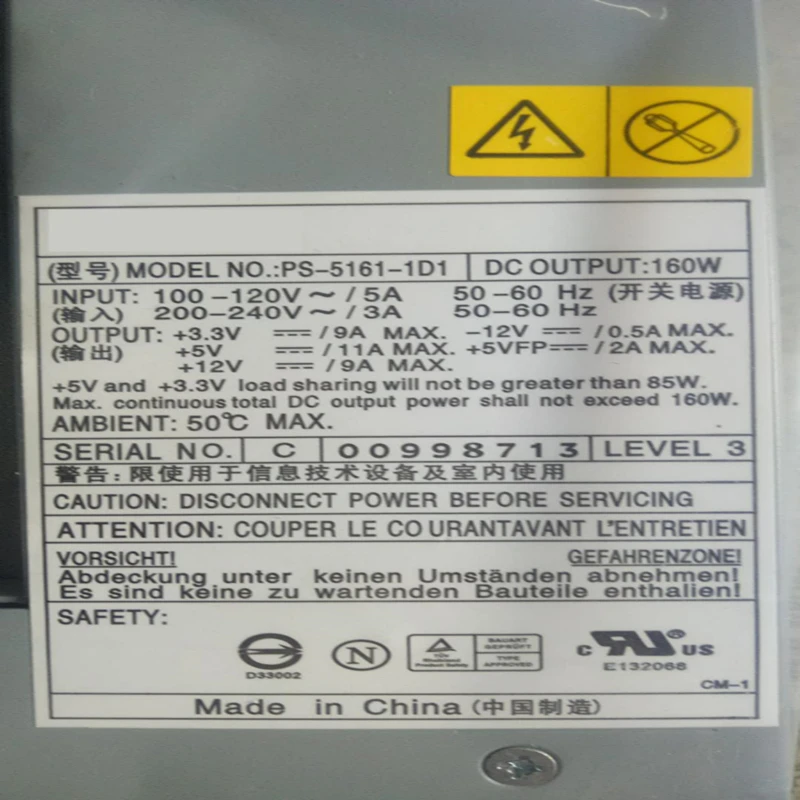 (型号) MODEL NO.:PS-5161-1D1 DC OUTPUT:160W
INPUT: 100-120V~ /5A 50-60 Hz (开关电源)
(输入) 200-240V~ /3A 50-60 Hz
OUTPUT: +3.3V ⎓ /9A MAX. -12V ⎓ /0.5A MAX.
(输出) +5V ⎓ /11A MAX. +5VFP⎓ /2A MAX.
+12V ⎓ /9A MAX.
+5V and +3.3V load sharing will not be greater than 85W.
Max. continuous total DC output power shall not exceed 160W.
AMBIENT: 50℃ MAX.
SERIAL NO. C 00998713 LEVEL 3
警告:限使用于信息技术设备及室内使用
CAUTION: DISCONNECT POWER BEFORE SERVICING
ATTENTION: COUPER LE CO URANTAVANT L'ENTRETIEN
VORSICHT! GEFAHRENZONE!
Abdeckung unter keinen Umständen abnehmen!
Es sind keine zu wartenden Bauteile enthalien!
SAFETY:
N
TÜV
Product Safety
BAUART
GEPRÜFT
TYPE
APPROVED
c RU ® US
D33002
E132068
CM-1
Made in China (中国制造)